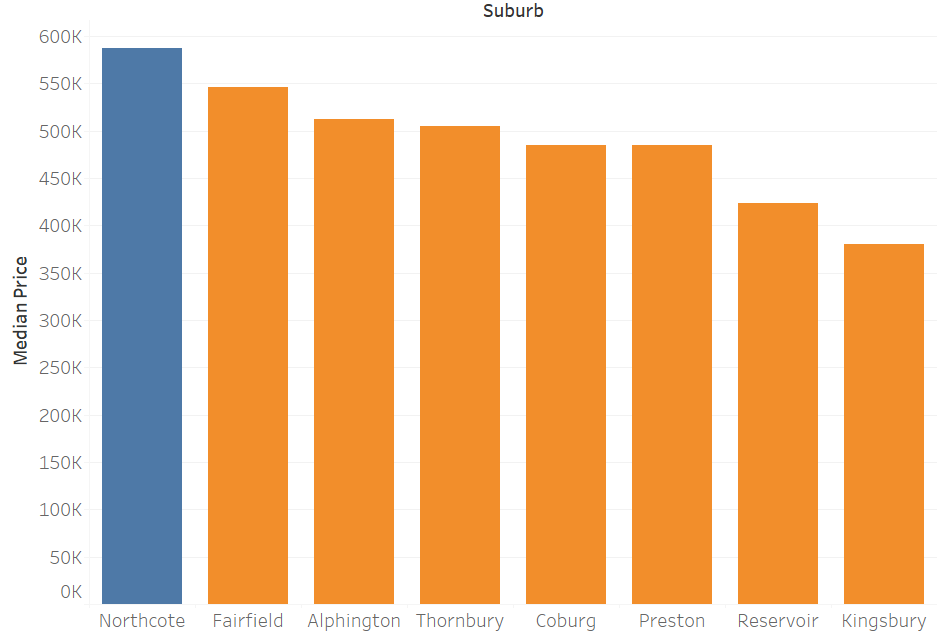 Suburb
600K
550K
500K
450K
400K
350K
300K
250K
200K
150K
100K
50K
0K
Median Price
Northcote Fairfield Alphington Thornbury Coburg Preston Reservoir Kingsbury